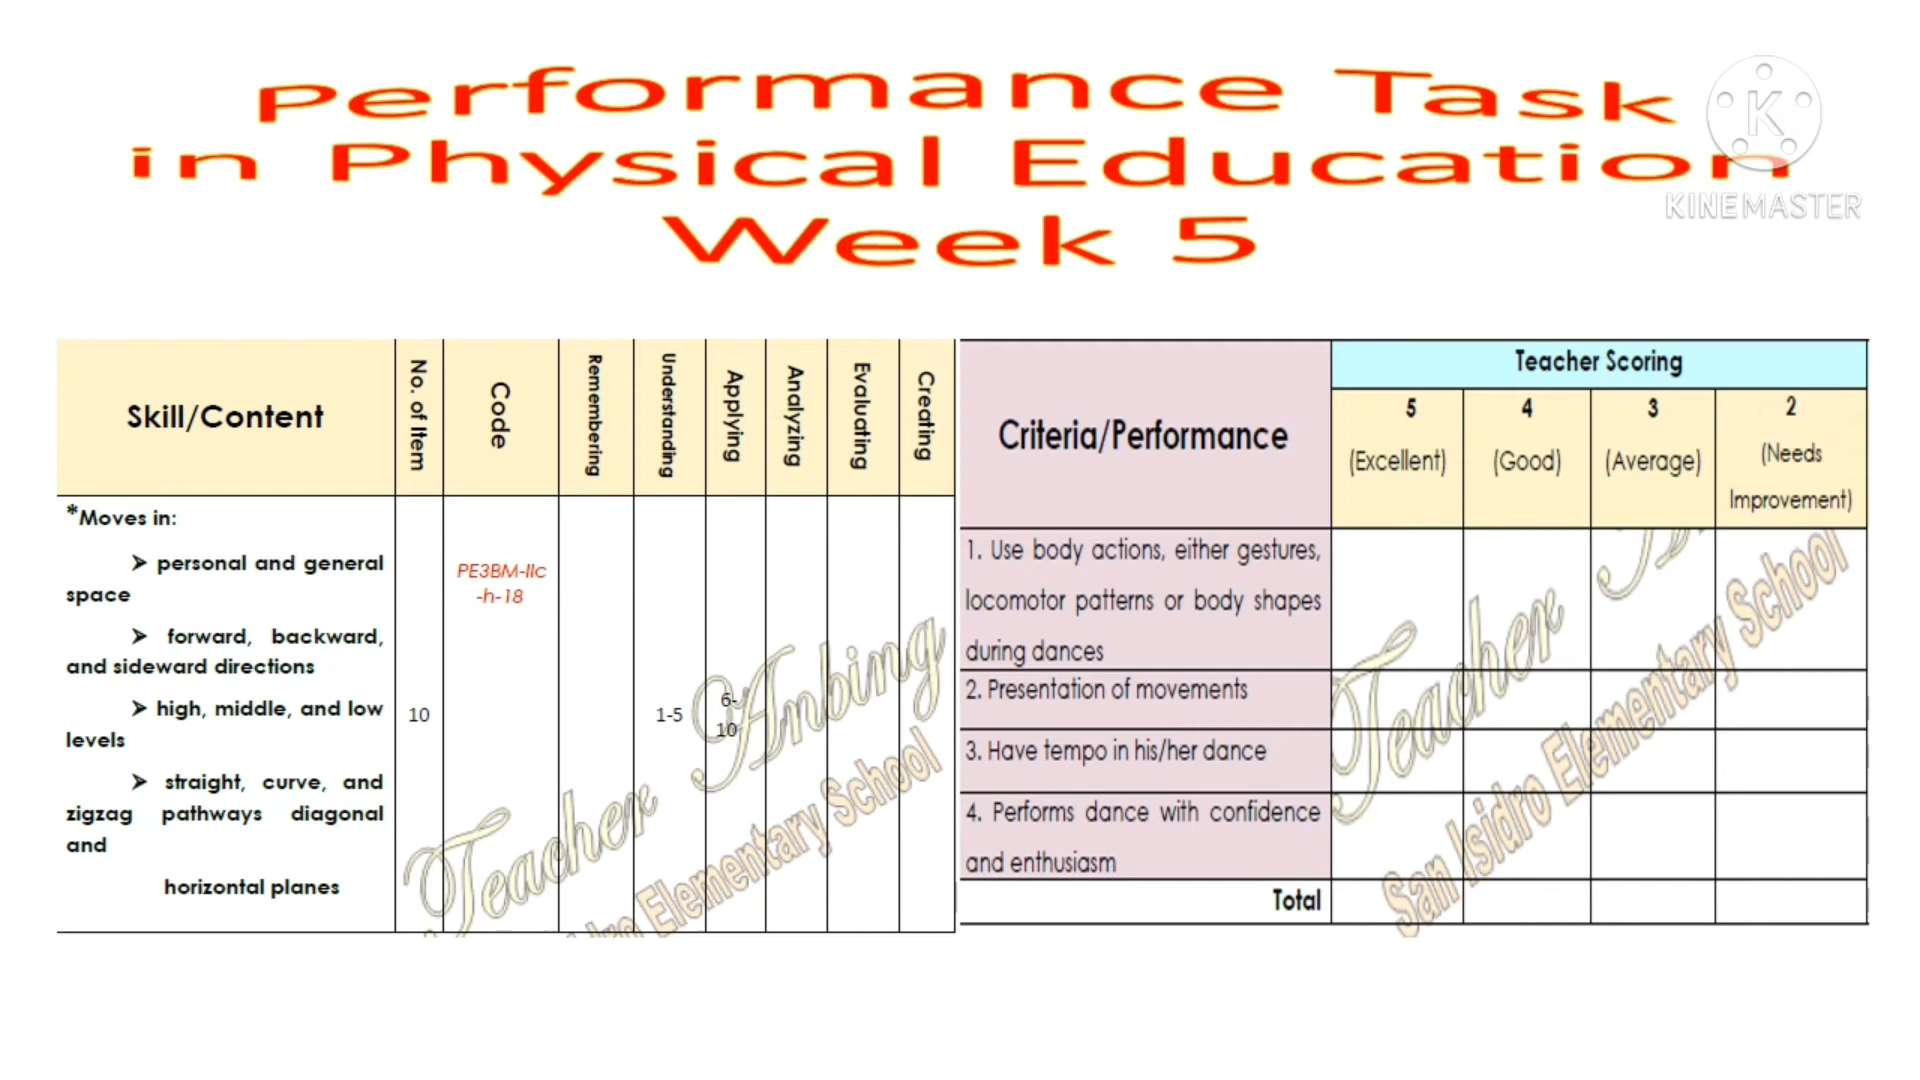 Performance Task
in Physical Education
Week 5
K
KINEMASTER
Skill/Content
No. of Item
Code
Remembering
Understanding
Applying
Analyzing
Evaluating
Creating
*Moves in:
➢ personal and general
space
➢ forward, backward,
and sideward directions
➢ high, middle, and low
levels
➢ straight, curve, and
zigzag pathways diagonal
and
horizontal planes
10
PE3BM-IIc
-h-18
1-5
6-
10
Teacher Anbing
Elementary School
Criteria/Performance
Teacher Scoring
5
(Excellent)
4
(Good)
3
(Average)
2
(Needs
Improvement)
1. Use body actions, either gestures,
locomotor patterns or body shapes
during dances
2. Presentation of movements
3. Have tempo in his/her dance
4. Performs dance with confidence
and enthusiasm
Total
Teacher
San Isidro Elementary School